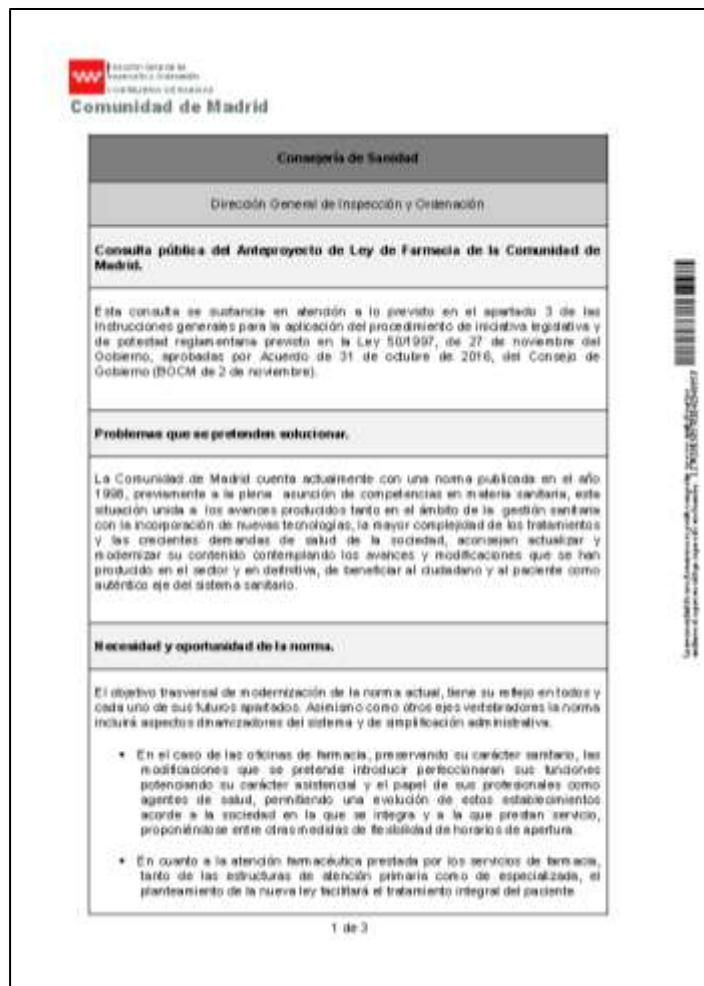 Comunidad de Madrid
Consejería de Sanidad
Dirección General de Inspección y Ordenación
Consulta pública del Anteproyecto de Ley de Farmacia de la Comunidad de
Madrid.
Esta consulta se sustancia en atención a lo previsto en el apartado 3 de las
Instrucciones generales para la aplicación del procedimiento de iniciativa legislativa y
de potestad reglamentaria previsto en la Ley 50/1997, de 27 de noviembre del
Gobierno, aprobadas por Acuerdo de 31 de octubre de 2016, del Consejo de
Gobierno (BOCM de 2 de noviembre).
Problemas que se pretenden solucionar.
La Comunidad de Madrid cuenta actualmente con una norma publicada en el año
1998, previamente a la plena asunción de competencias en materia sanitaria, esta
situación unida a los avances producidos tanto en el ámbito de la gestión sanitaria
con la incorporación de nuevas tecnologías, la mayor complejidad de los tratamientos
y las crecientes demandas de salud de la sociedad, aconsejan actualizar y
modernizar su contenido contemplando los avances y modificaciones que se han
producido en el sector y en definitiva, de beneficiar al ciudadano y al paciente como
auténtico eje del sistema sanitario.
Necesidad y oportunidad de la norma.
El objetivo trasversal de modernización de la norma actual, tiene su reflejo en todos y
cada uno de sus futuros apartados. Asimismo como otros ejes vertebradores la norma
incluirá aspectos dinamizadores del sistema y de simplificación administrativa.
• En el caso de las oficinas de farmacia, preservando su carácter sanitario, las
modificaciones que se pretende introducir perfeccionaran sus funciones
potenciando su carácter asistencial y el papel de sus profesionales como
agentes de salud, permitiendo una evolución de estos establecimientos
acorde a la sociedad en la que se integra y a la que prestan servicio,
proponiéndose entre otras medidas de flexibilidad de horarios de apertura.
• En cuanto a la atención farmacéutica prestada por los servicios de farmacia,
tanto de las estructuras de atención primaria como de especializada, el
planteamiento de la nueva ley facilitará el tratamiento integral del paciente
1 de 3